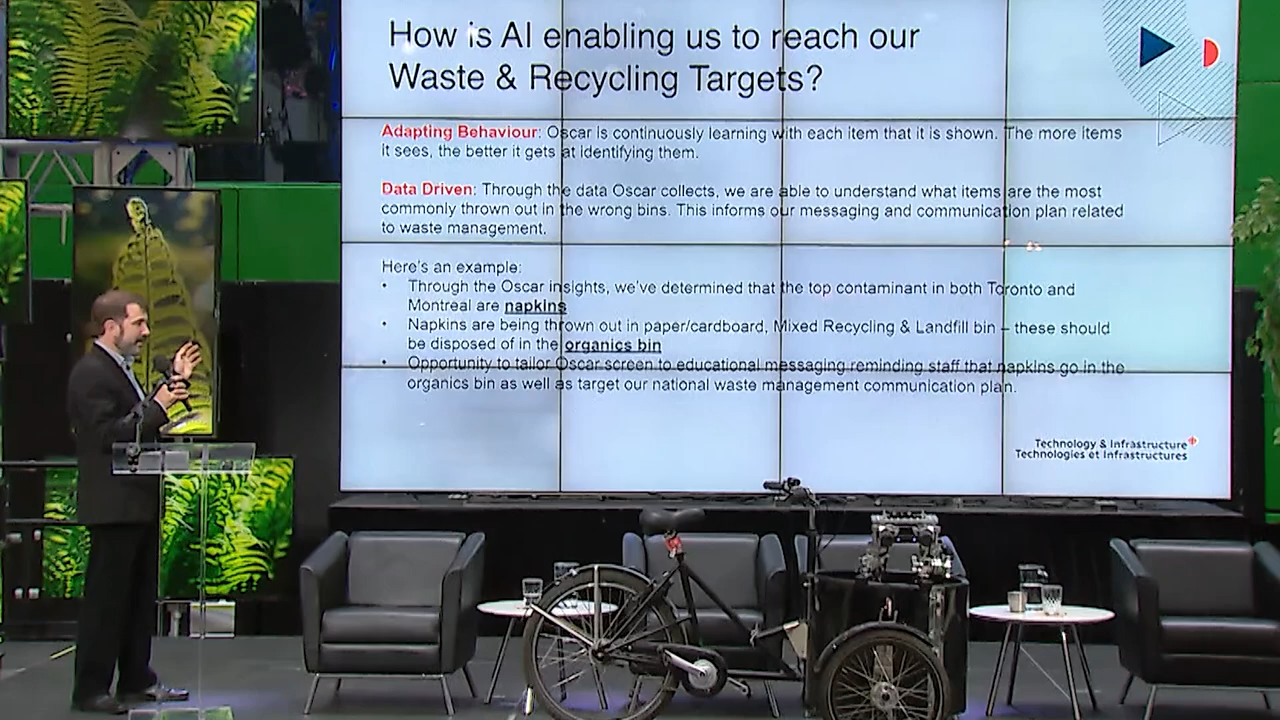 How is AI enabling us to reach our
Waste & Recycling Targets?
Adapting Behaviour: Oscar is continuously learning with each item that it is shown. The more items
it sees, the better it gets at identifying them.
Data Driven: Through the data Oscar collects, we are able to understand what items are the most
commonly thrown out in the wrong bins. This informs our messaging and communication plan related
to waste management.
Here's an example:
• Through the Oscar insights, we've determined that the top contaminant in both Toronto and
Montreal are napkins
• Napkins are being thrown out in paper/cardboard, Mixed Recycling & Landfill bin – these should
be disposed of in the organics bin
• Opportunity to tailor Oscar screen to educational messaging reminding staff that napkins go in the
organics bin as well as target our national waste management communication plan.
Technology & Infrastructure
Technologies et Infrastructures